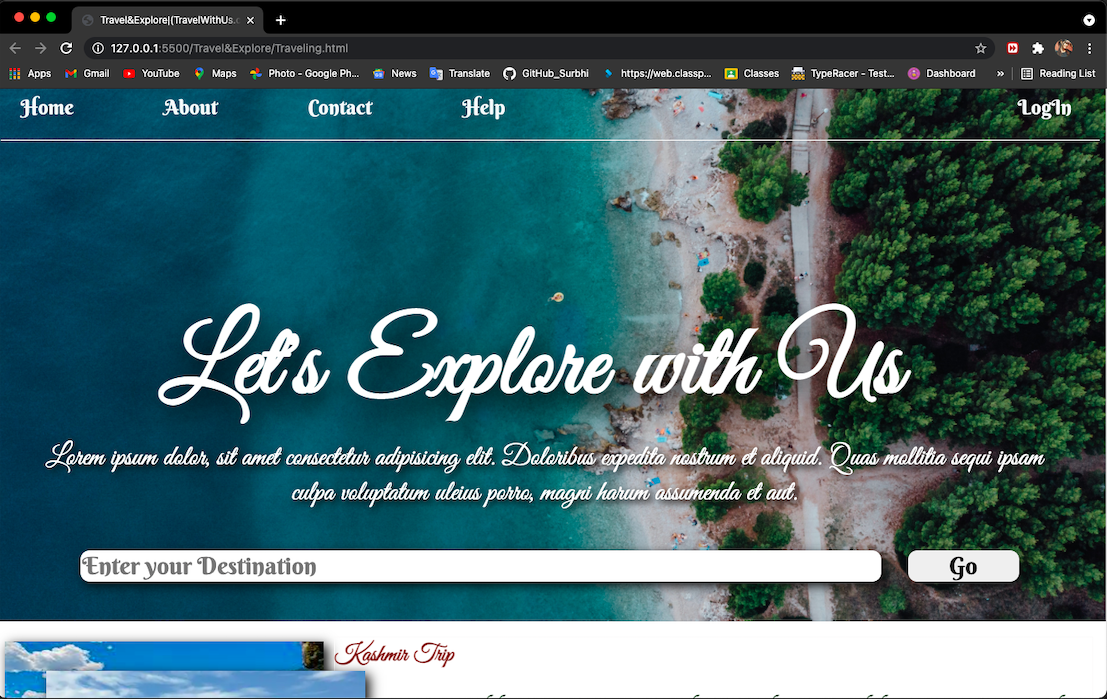 Travel&Explore|(TravelWithUs.c
127.0.0.1:5500/Travel&Explore/Traveling.html
Apps Gmail YouTube Maps Photo - Google Ph... News Translate GitHub_Surbhi https://web.classp... Classes TypeRacer - Test... Dashboard » Reading List
Home About Contact Help LogIn
Let's Explore with Us
Lorem ipsum dolor, sit amet consectetur adipisicing elit. Doloribus expedita nostrum et aliquid. Quas mollitia sequi ipsam
culpa voluptatum uleius porro, magni harum assumenda et aut.
Enter your Destination Go
Kashmir Trip